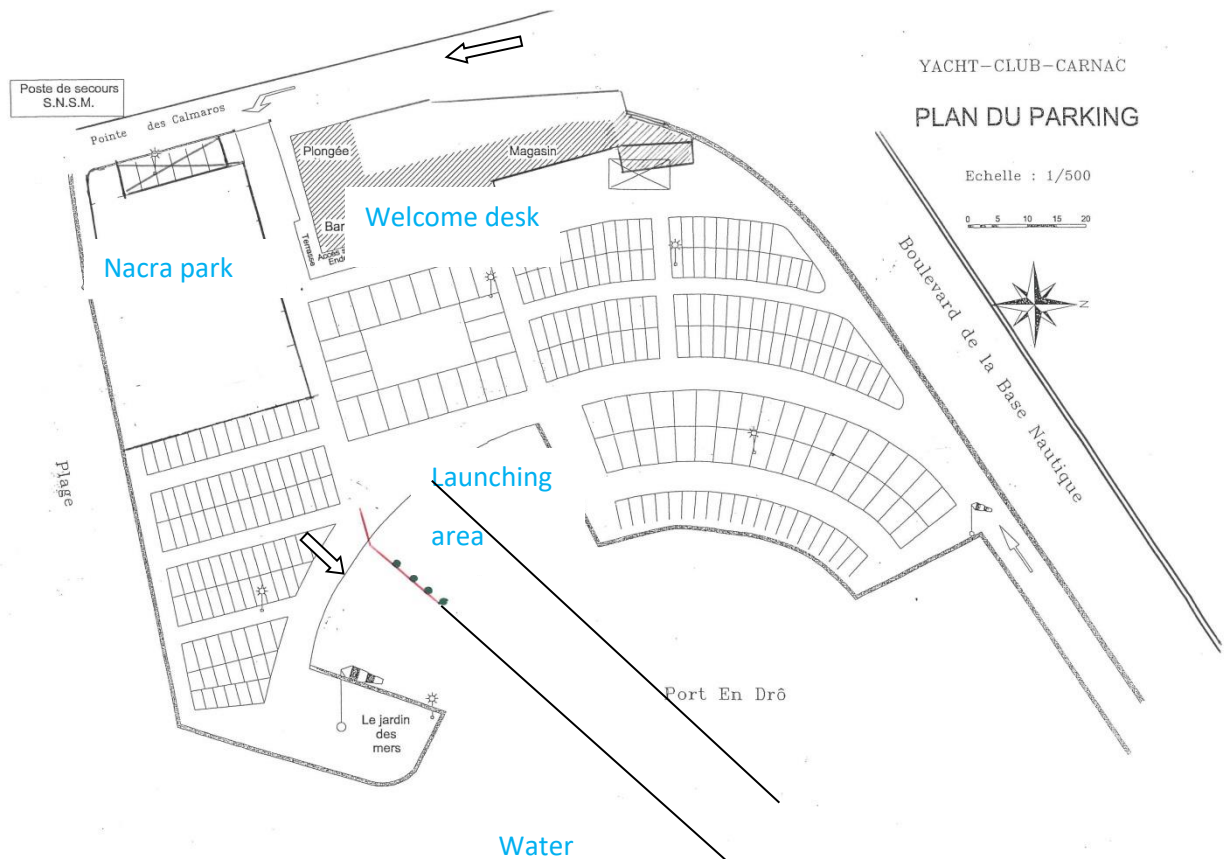 YACHT-CLUB-CARNAC
PLAN DU PARKING
Echelle : 1/500
0 5 10 15 20
N
Poste de secours
S.N.S.M.
Pointe des Calmaros
Plongée
Magasin
Welcome desk
Bar
Terrasse
Accès
Nacra park
Boulevard de la Base Nautique
Plage
Launching
area
Port En Drô
Le jardin
des
mers
Water